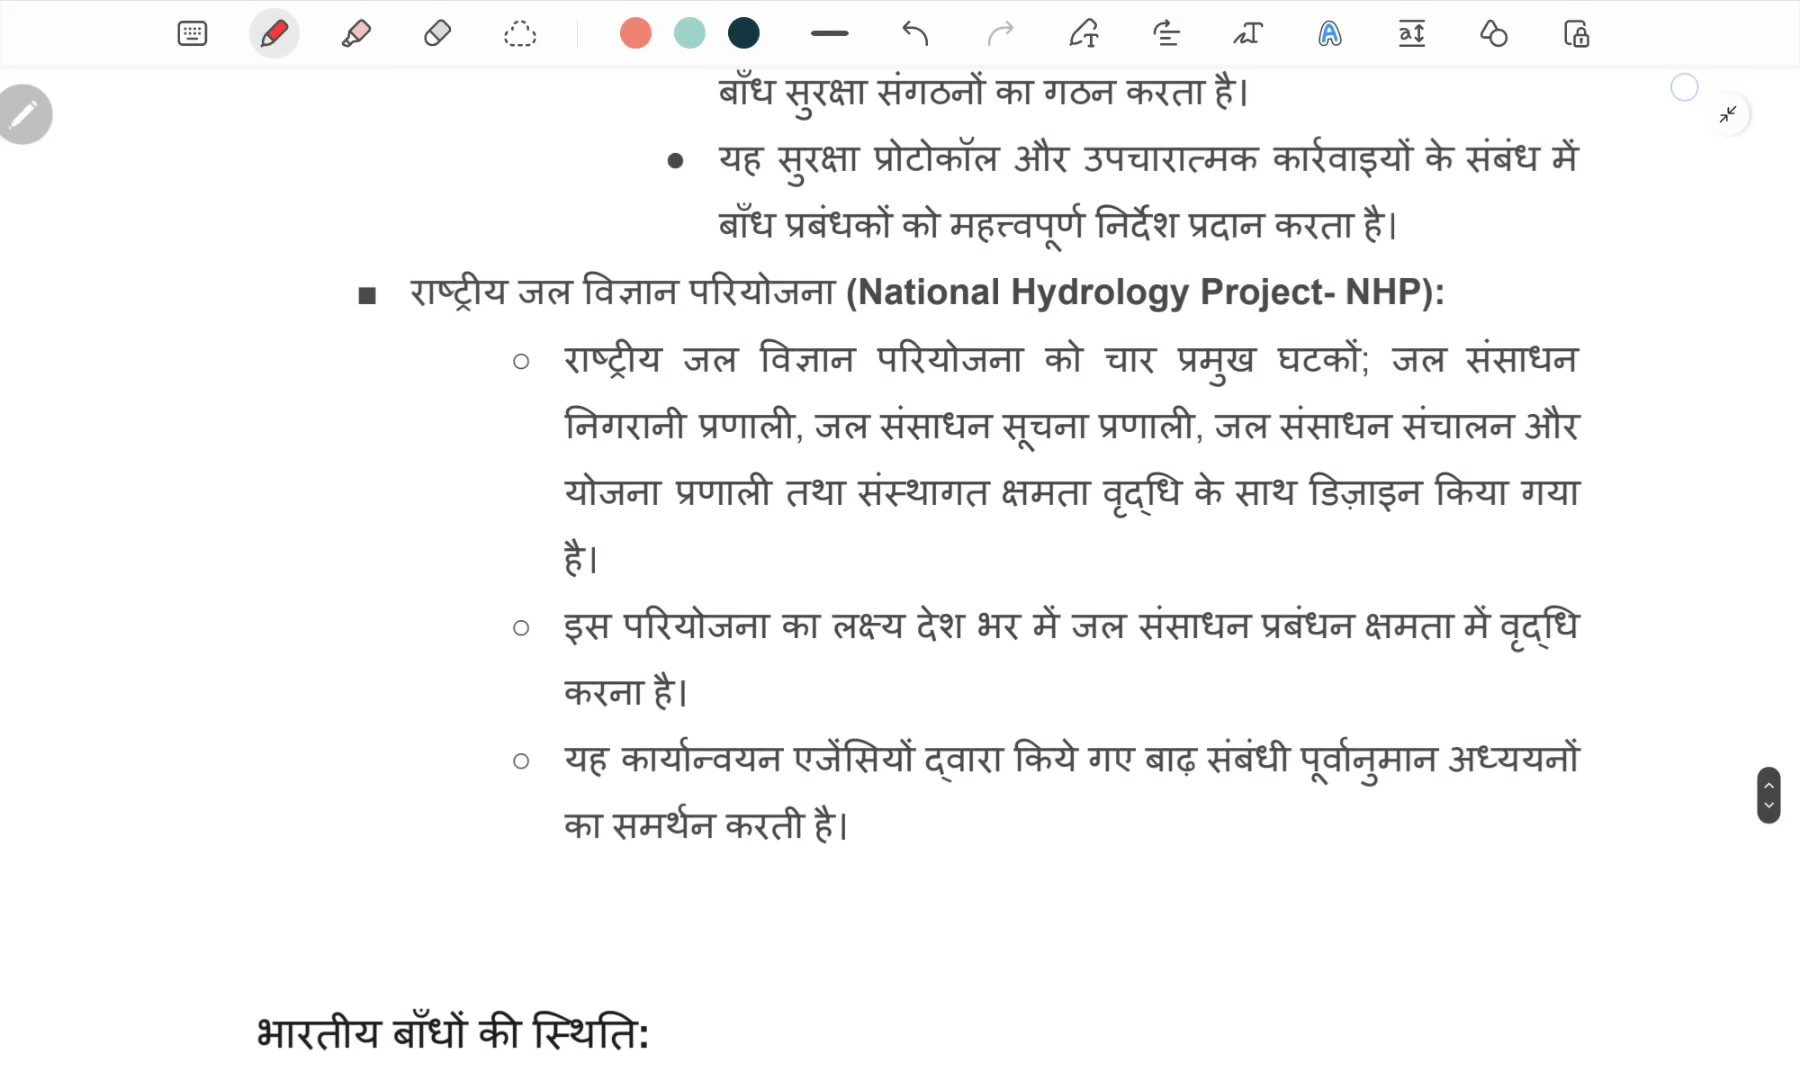 बाँध सुरक्षा संगठनों का गठन करता है।
● यह सुरक्षा प्रोटोकॉल और उपचारात्मक कार्रवाइयों के संबंध में
बाँध प्रबंधकों को महत्त्वपूर्ण निर्देश प्रदान करता है।
■ राष्ट्रीय जल विज्ञान परियोजना (National Hydrology Project- NHP):
○ राष्ट्रीय जल विज्ञान परियोजना को चार प्रमुख घटकों; जल संसाधन
निगरानी प्रणाली, जल संसाधन सूचना प्रणाली, जल संसाधन संचालन और
योजना प्रणाली तथा संस्थागत क्षमता वृद्धि के साथ डिज़ाइन किया गया
है।
○ इस परियोजना का लक्ष्य देश भर में जल संसाधन प्रबंधन क्षमता में वृद्धि
करना है।
○ यह कार्यान्वयन एजेंसियों द्वारा किये गए बाढ़ संबंधी पूर्वानुमान अध्ययनों
का समर्थन करती है।
भारतीय बाँधों की स्थिति: